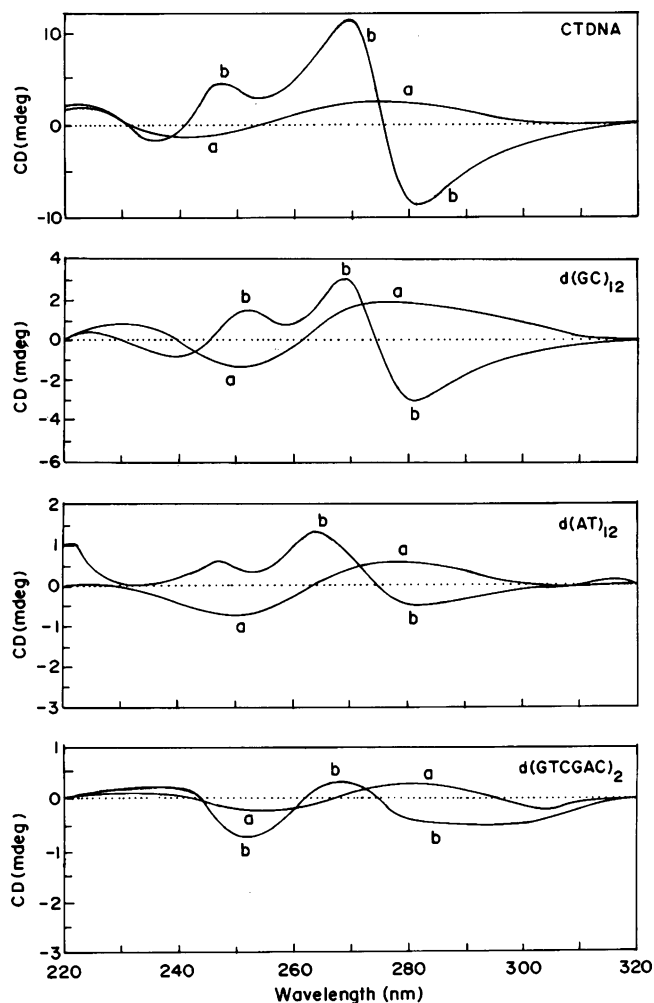 CTDNA
10
5
0
-5
-10
CD (mdeg)
b
b
a
a
b
d(GC)12
4
2
0
-2
-4
-6
CD (mdeg)
b
b
a
a
b
d(AT)12
2
1
0
-1
-2
-3
CD (mdeg)
b
a
a
b
d(GTCGAC)2
1
0
-1
-2
-3
CD (mdeg)
b
a
a
b
b
220 240 260 280 300 320
Wavelength (nm)